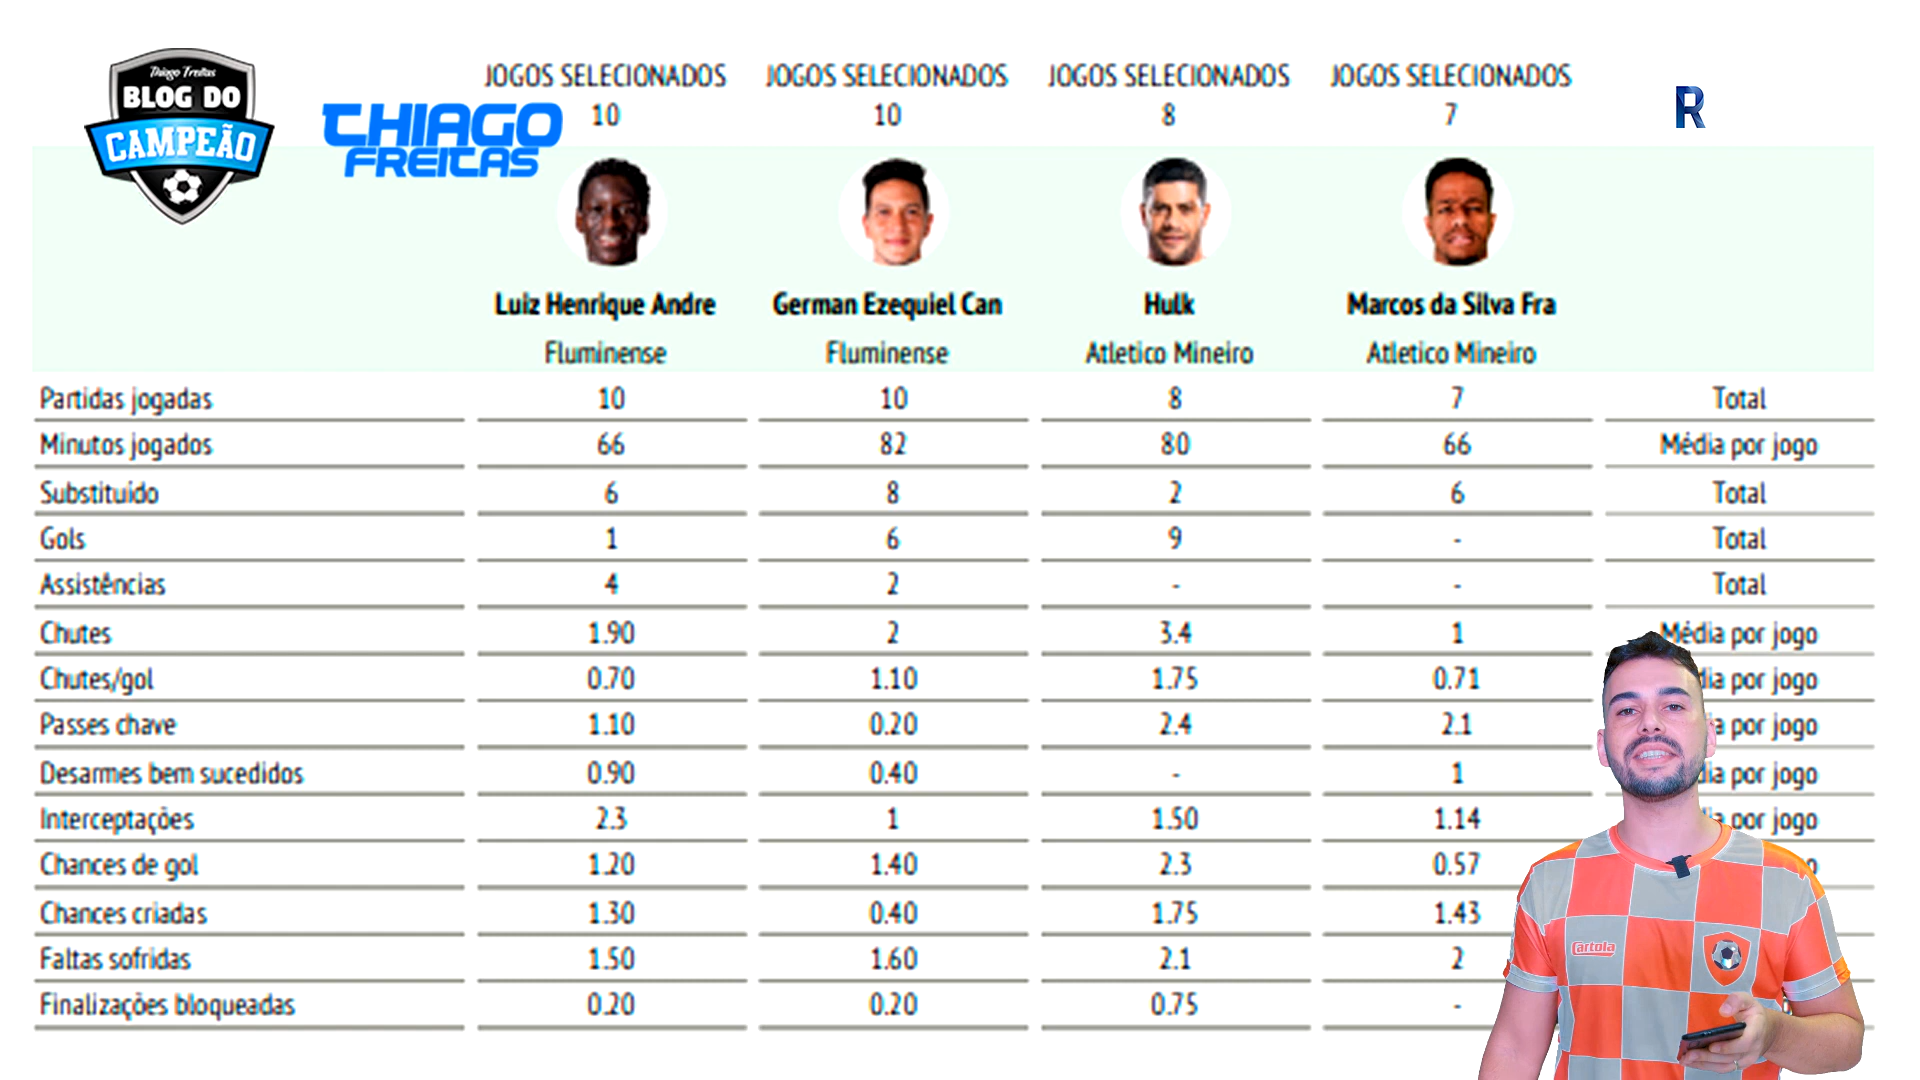 Thiago Freitas
BLOG DO
CAMPEÃO
THIAGO
FREITAS
JOGOS SELECIONADOS JOGOS SELECIONADOS JOGOS SELECIONADOS JOGOS SELECIONADOS
10 10 8 7
R
Luiz Henrique Andre German Ezequiel Can Hulk Marcos da Silva Fra
Fluminense Fluminense Atletico Mineiro Atletico Mineiro
Partidas jogadas 10 10 8 7 Total
Minutos jogados 66 82 80 66 Média por jogo
Substituído 6 8 2 6 Total
Gols 1 6 9 - Total
Assistências 4 2 - - Total
Chutes 1.90 2 3.4 1 Média por jogo
Chutes/gol 0.70 1.10 1.75 0.71 por jogo
Passes chave 1.10 0.20 2.4 2.1 por jogo
Desarmes bem sucedidos 0.90 0.40 - 1 por jogo
Interceptações 2.3 1 1.50 1.14 por jogo
Chances de gol 1.20 1.40 2.3 0.57
Chances criadas 1.30 0.40 1.75 1.43
Faltas sofridas 1.50 1.60 2.1 2
Finalizações bloqueadas 0.20 0.20 0.75 -
Cartola